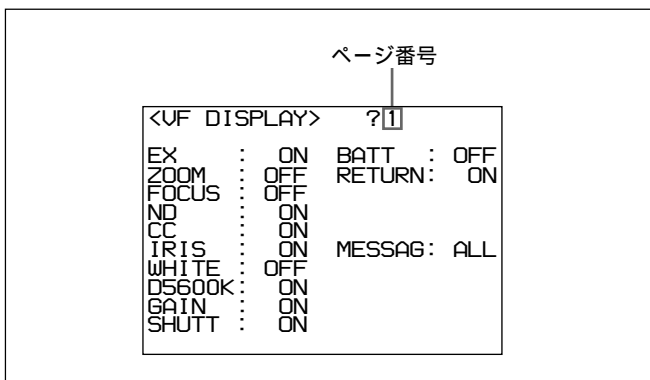 ページ番号
<VF DISPLAY> ?1
EX : ON BATT : OFF
ZOOM : OFF RETURN: ON
FOCUS : OFF
ND : ON
CC : ON
IRIS : ON MESSAG: ALL
WHITE : OFF
D5600K: ON
GAIN : ON
SHUTT : ON